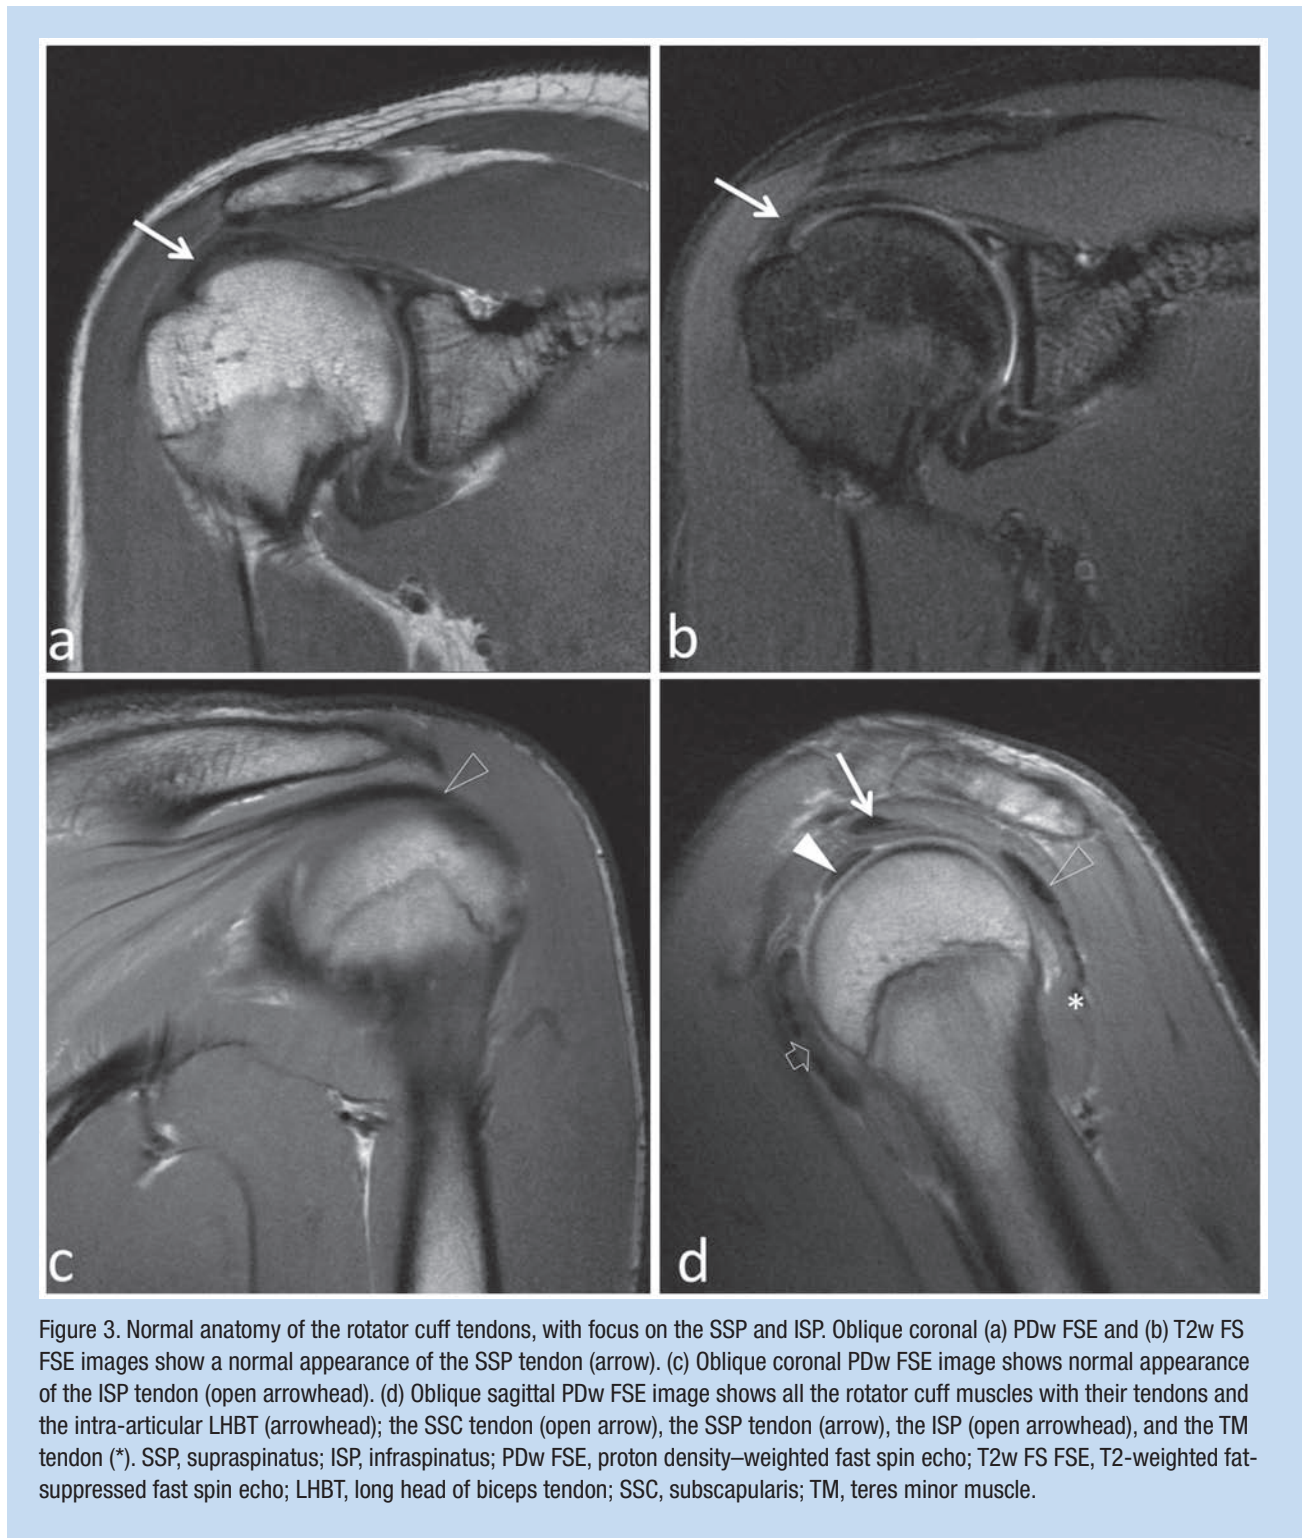 a
b
c
d
*
Figure 3. Normal anatomy of the rotator cuff tendons, with focus on the SSP and ISP. Oblique coronal (a) PDw FSE and (b) T2w FS
FSE images show a normal appearance of the SSP tendon (arrow). (c) Oblique coronal PDw FSE image shows normal appearance
of the ISP tendon (open arrowhead). (d) Oblique sagittal PDw FSE image shows all the rotator cuff muscles with their tendons and
the intra-articular LHBT (arrowhead); the SSC tendon (open arrow), the SSP tendon (arrow), the ISP (open arrowhead), and the TM
tendon (*). SSP, supraspinatus; ISP, infraspinatus; PDw FSE, proton density–weighted fast spin echo; T2w FS FSE, T2-weighted fat-
suppressed fast spin echo; LHBT, long head of biceps tendon; SSC, subscapularis; TM, teres minor muscle.